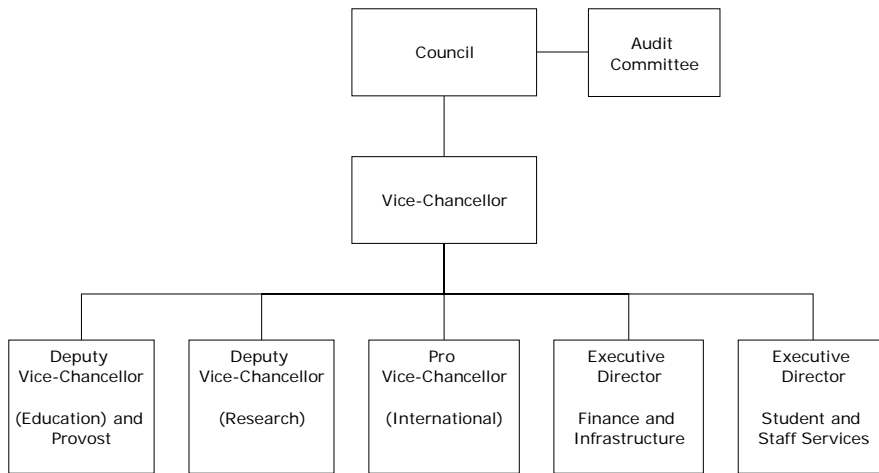 Council
Audit
Committee
Vice-Chancellor
Deputy
Vice-Chancellor
(Education) and
Provost
Deputy
Vice-Chancellor
(Research)
Pro
Vice-Chancellor
(International)
Executive
Director
Finance and
Infrastructure
Executive
Director
Student and
Staff Services